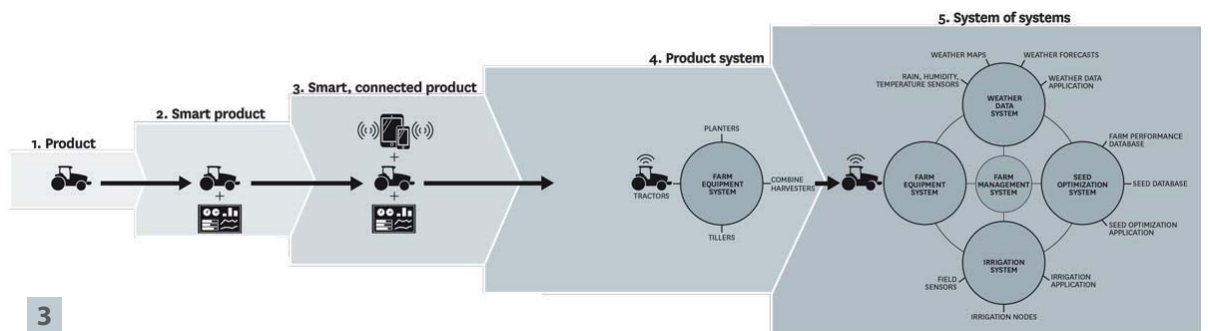 1. Product
2. Smart product
+
3. Smart, connected product
+
+
4. Product system
PLANTERS
TRACTORS
FARM
EQUIPMENT
SYSTEM
COMBINE
HARVESTERS
TILLERS
5. System of systems
WEATHER MAPS
WEATHER FORECASTS
RAIN, HUMIDITY,
TEMPERATURE SENSORS
WEATHER DATA
APPLICATION
WEATHER
DATA
SYSTEM
FARM
EQUIPMENT
SYSTEM
FARM
MANAGEMENT
SYSTEM
SEED
OPTIMIZATION
SYSTEM
FARM PERFORMANCE
DATABASE
SEED DATABASE
SEED OPTIMIZATION
APPLICATION
IRRIGATION
SYSTEM
FIELD
SENSORS
IRRIGATION
APPLICATION
IRRIGATION NODES
3